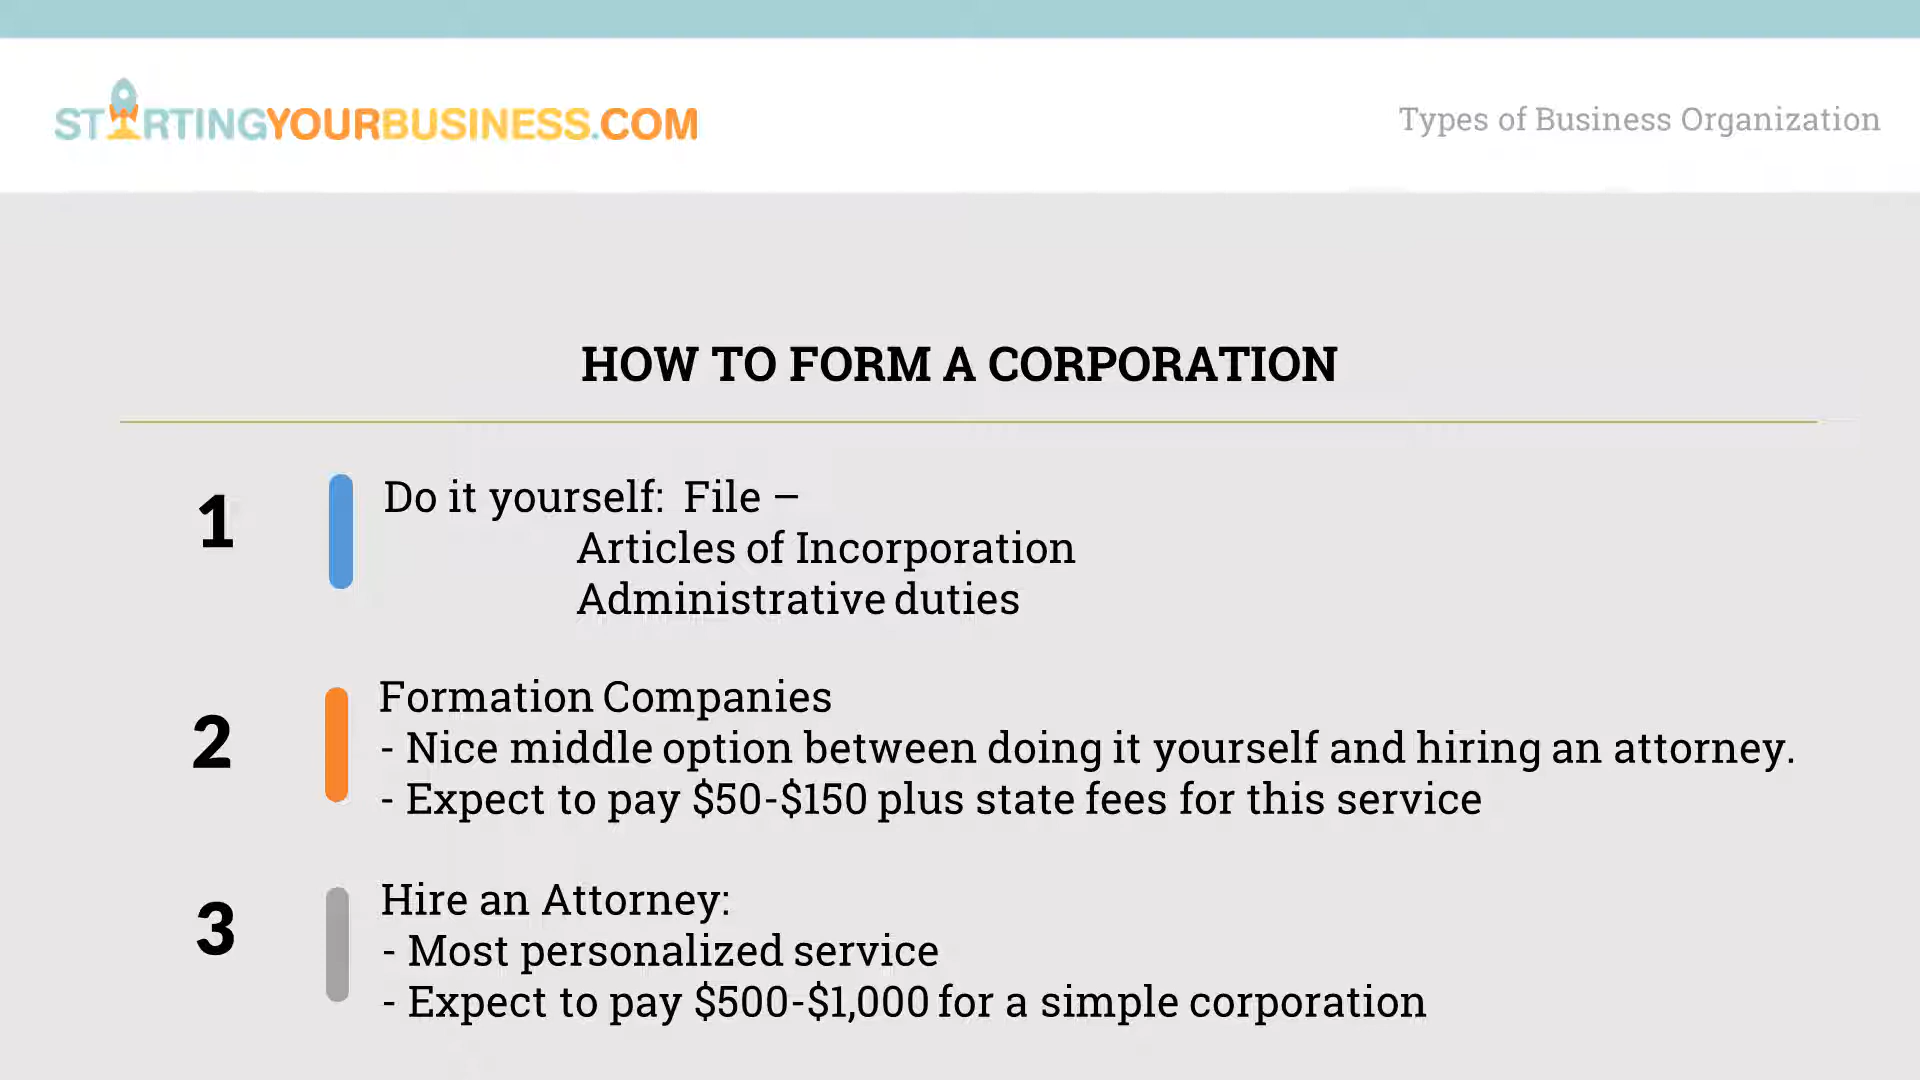 STARTINGYOURBUSINESS.COM
Types of Business Organization
HOW TO FORM A CORPORATION
1
Do it yourself: File –
Articles of Incorporation
Administrative duties
2
Formation Companies
- Nice middle option between doing it yourself and hiring an attorney.
- Expect to pay $50-$150 plus state fees for this service
3
Hire an Attorney:
- Most personalized service
- Expect to pay $500-$1,000 for a simple corporation